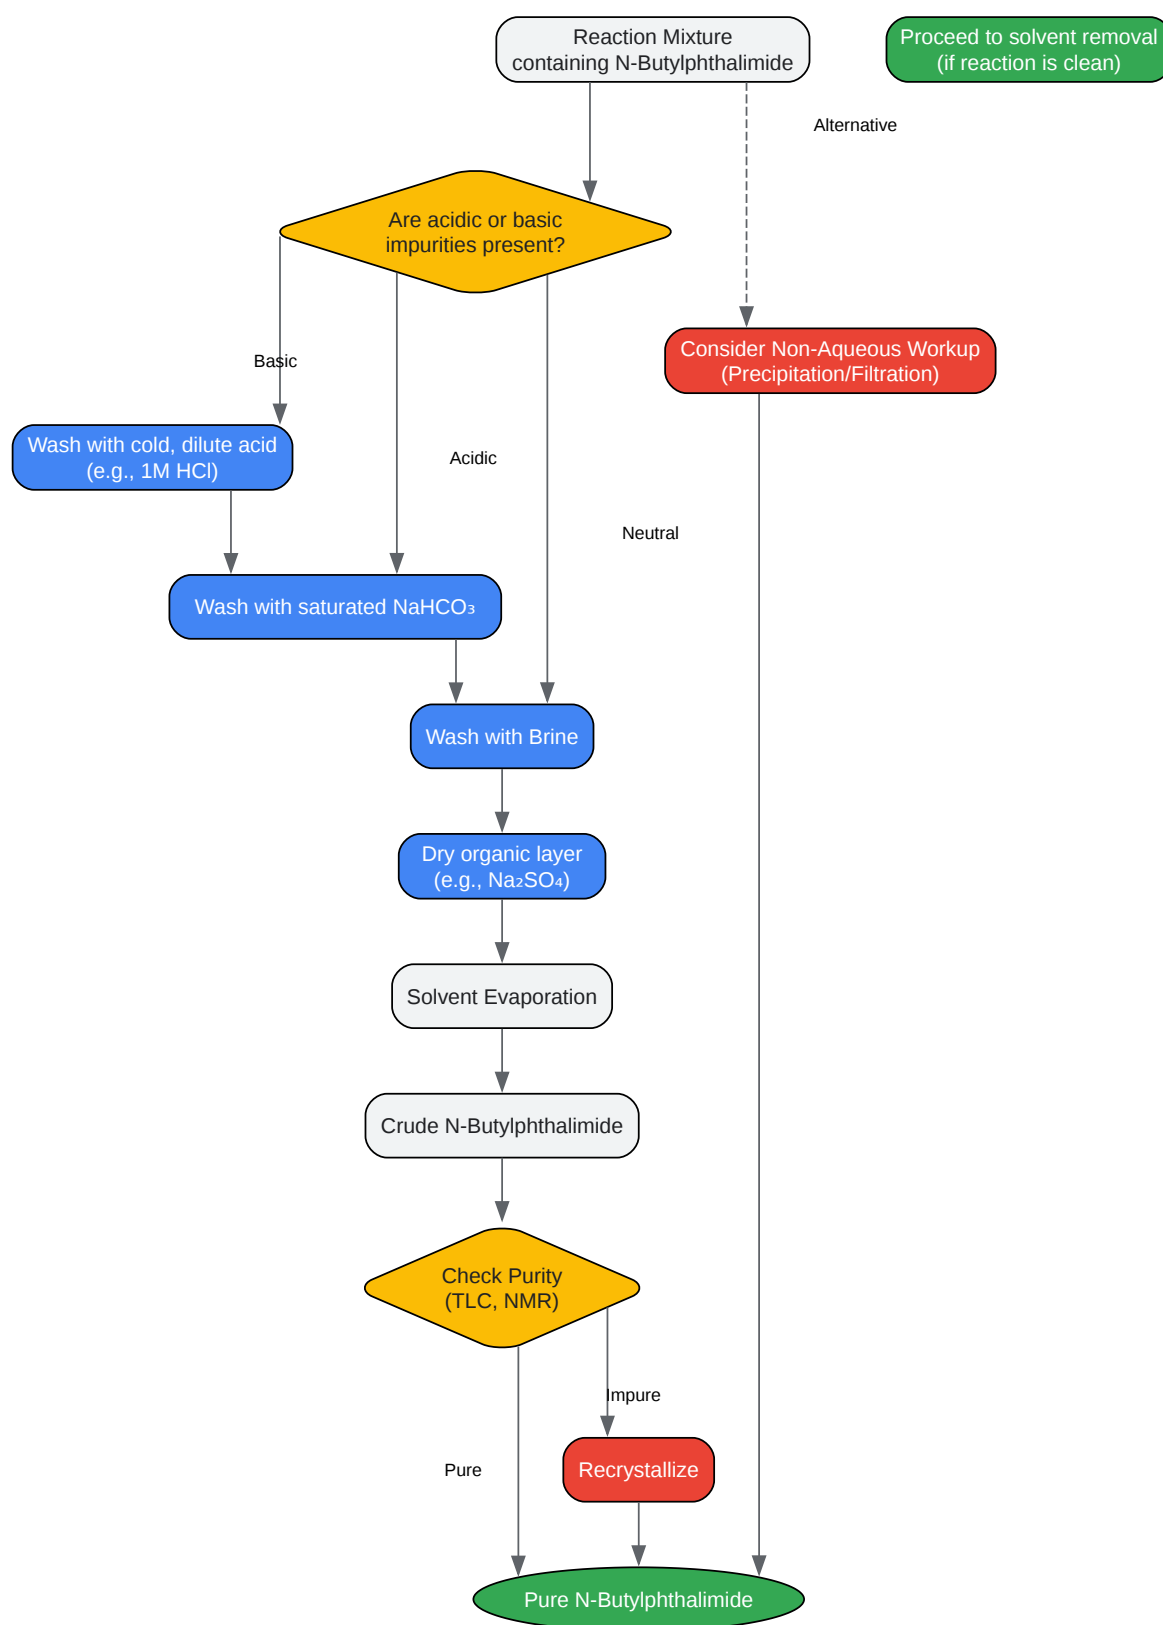 Reaction Mixture
containing N-Butylphthalimide
Proceed to solvent removal
(if reaction is clean)
Alternative
Are acidic or basic
impurities present?
Consider Non-Aqueous Workup
(Precipitation/Filtration)
Basic
Wash with cold, dilute acid
(e.g., 1M HCl)
Acidic
Neutral
Wash with saturated NaHCO₃
Wash with Brine
Dry organic layer
(e.g., Na₂SO₄)
Solvent Evaporation
Crude N-Butylphthalimide
Check Purity
(TLC, NMR)
Impure
Pure
Recrystallize
Pure N-Butylphthalimide